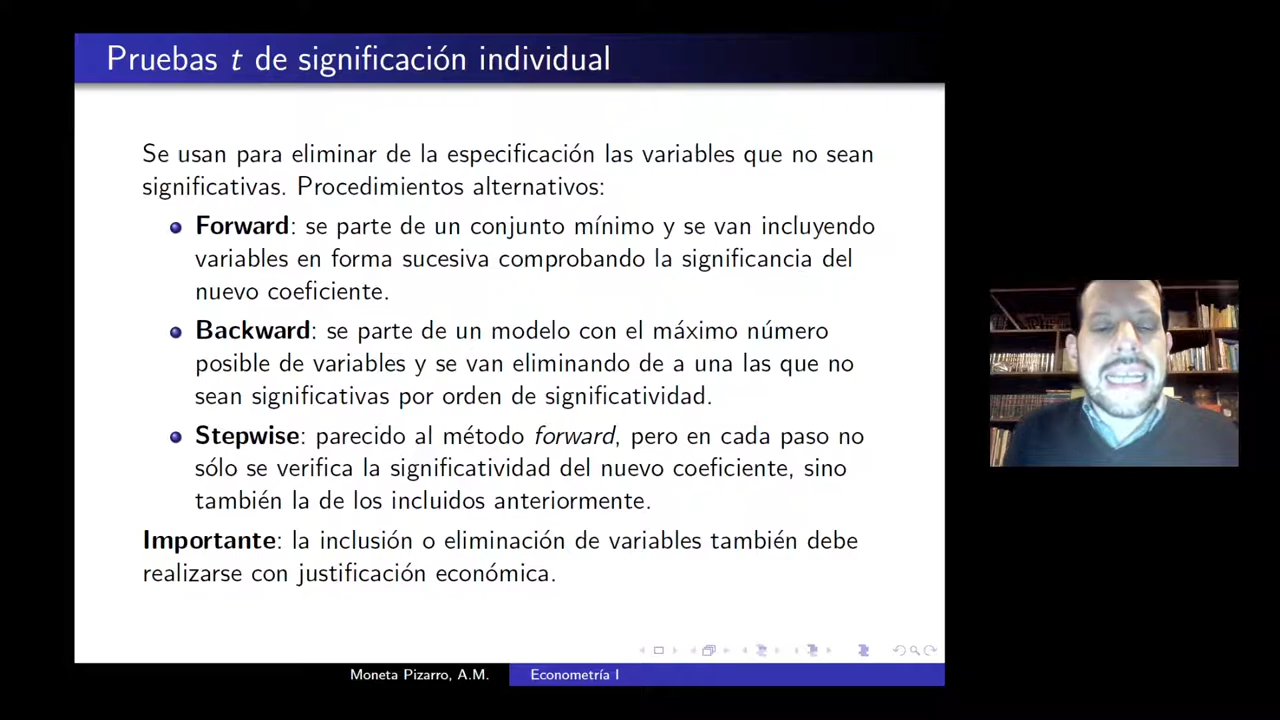 Pruebas t de significación individual
Se usan para eliminar de la especificación las variables que no sean
significativas. Procedimientos alternativos:
Forward: se parte de un conjunto mínimo y se van incluyendo
variables en forma sucesiva comprobando la significancia del
nuevo coeficiente.
Backward: se parte de un modelo con el máximo número
posible de variables y se van eliminando de a una las que no
sean significativas por orden de significatividad.
Stepwise: parecido al método forward, pero en cada paso no
sólo se verifica la significatividad del nuevo coeficiente, sino
también la de los incluidos anteriormente.
Importante: la inclusión o eliminación de variables también debe
realizarse con justificación económica.
Moneta Pizarro, A.M.
Econometría I